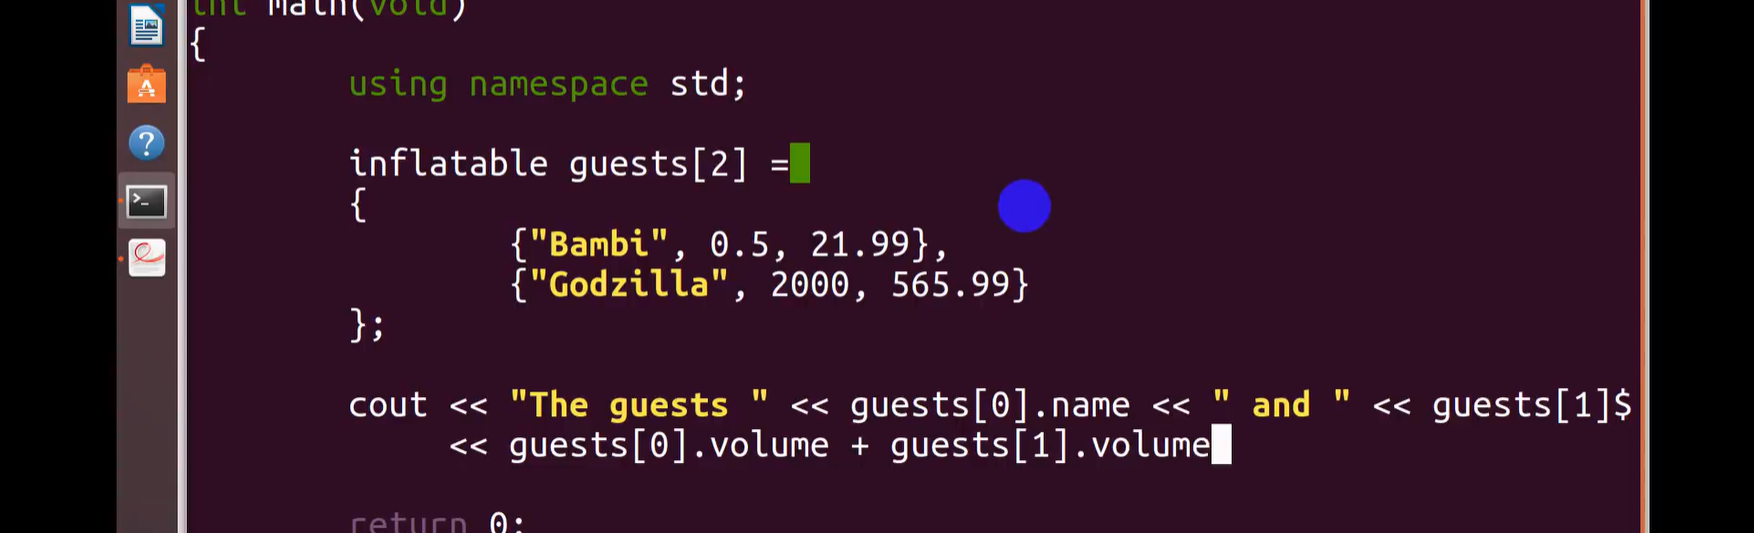 int math(void)
{
using namespace std;
inflatable guests[2] =
{
{"Bambi", 0.5, 21.99},
{"Godzilla", 2000, 565.99}
};
cout << "The guests " << guests[0].name << " and " << guests[1]$
<< guests[0].volume + guests[1].volume
return 0;